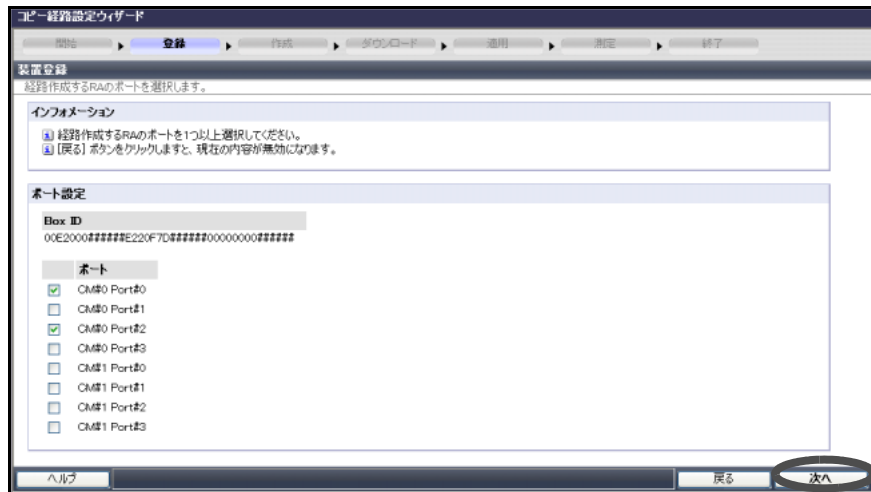 コピー経路設定ウィザード
開始 登録 作成 ダウンロード 適用 測定 終了
装置登録
経路作成するRAのポートを選択します。
インフォメーション
経路作成するRAのポートを1つ以上選択してください。
[戻る] ボタンをクリックしますと、現在の内容が無効になります。
ポート設定
Box ID
00E2000######E220F7D######00000000######
ポート
CM#0 Port#0
CM#0 Port#1
CM#0 Port#2
CM#0 Port#3
CM#1 Port#0
CM#1 Port#1
CM#1 Port#2
CM#1 Port#3
ヘルプ 戻る 次へ